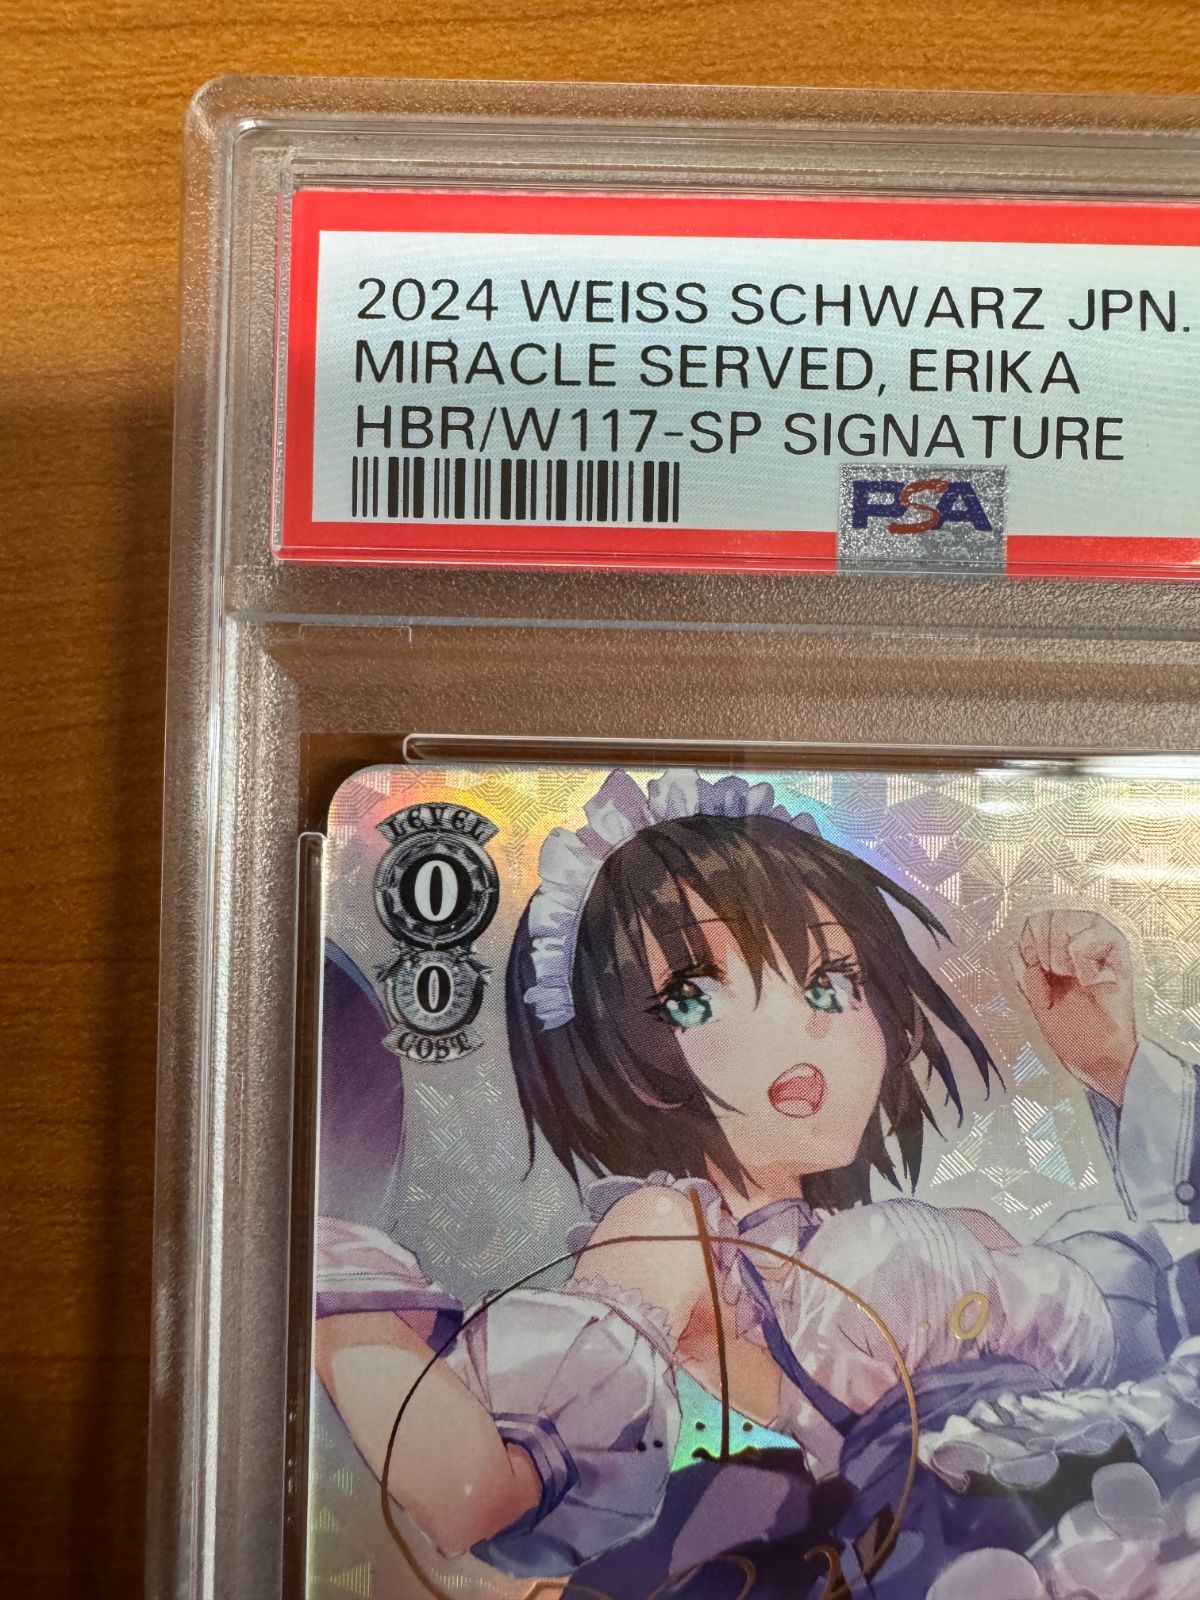 2024 WEISS SCHWARZ JPN.
MIRACLE SERVED, ERIKA
HBR/W117-SP SIGNATURE
PSA
LEVEL
0
0
COST